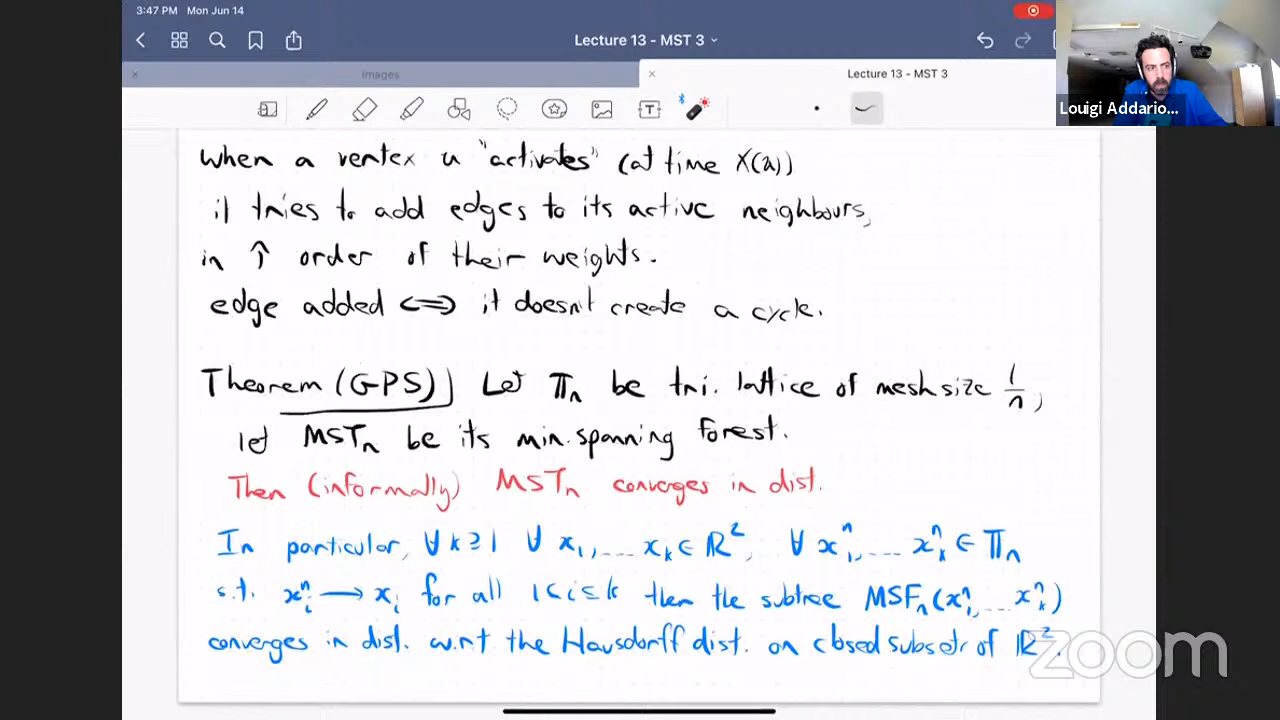 3:47 PM Mon Jun 14
Lecture 13 - MST 3
images
Lecture 13 - MST 3
Louigi Addario...
when a vertex u "activates" (at time X(u))
it tries to add edges to its active neighbours,
in ↑ order of their weights.
edge added ⟺ it doesn't create a cycle.
Theorem (GPS) Let 𝕋n be tri. lattice of mesh size 1/n,
let MSTn be its min. spanning forest.
Then (informally) MSTn converges in dist.
In particular, ∀ k ≥ 1 ∀ x1, .... xk ∈ ℝ², ∀ x1ⁿ, .... xkⁿ ∈ 𝕋n
s.t. xiⁿ → xi for all 1 ≤ i ≤ k then the subtree MSFn(x1ⁿ, ... xkⁿ)
converges in dist. w.r.t the Hausdorff dist. on closed subsets of ℝ².
zoom